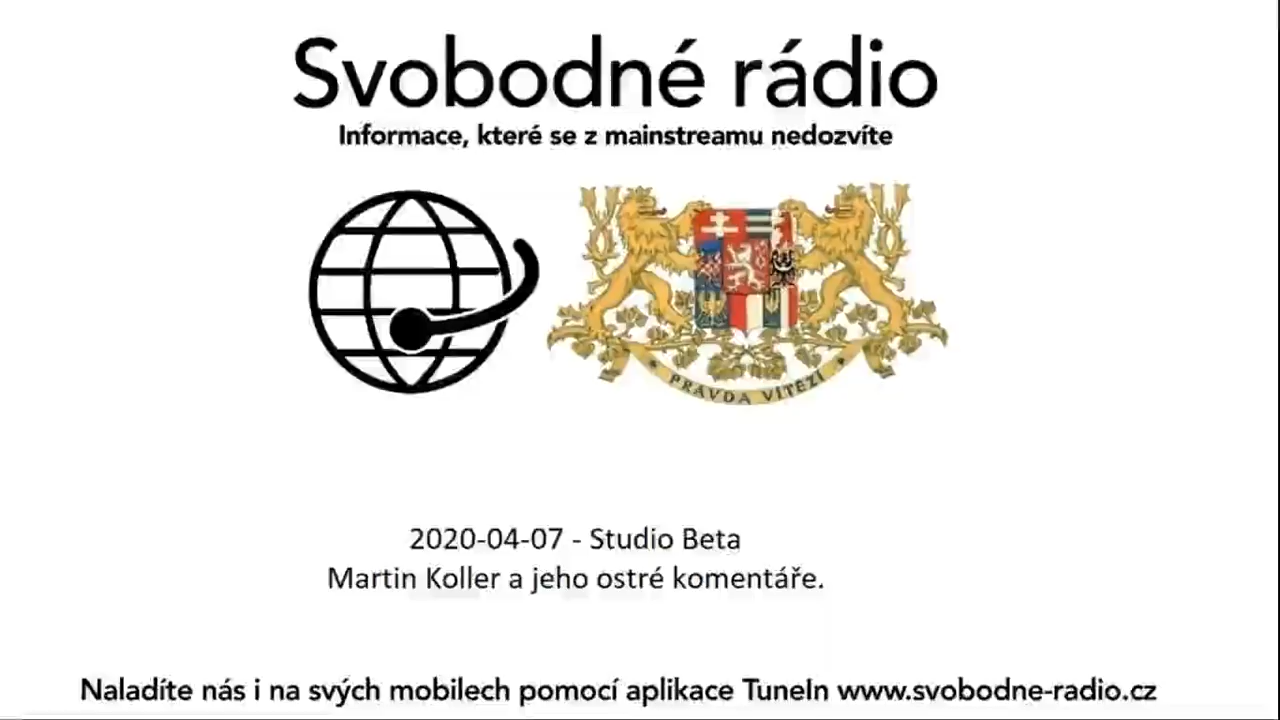 Svobodné rádio
Informace, které se z mainstreamu nedozvíte
PRAVDA VÍTĚZÍ
2020-04-07 - Studio Beta
Martin Koller a jeho ostré komentáře.
Naladíte nás i na svých mobilech pomocí aplikace TuneIn www.svobodne-radio.cz